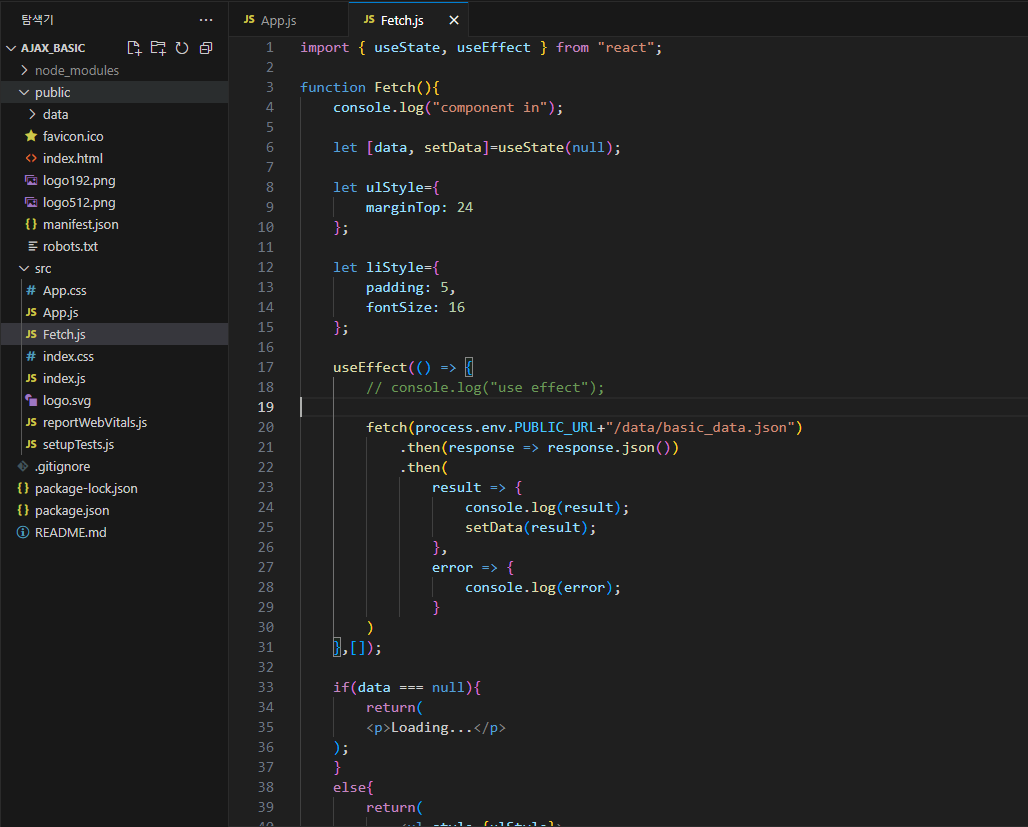 탐색기
AJAX_BASIC
node_modules
public
data
favicon.ico
index.html
logo192.png
logo512.png
manifest.json
robots.txt
src
App.css
App.js
Fetch.js
index.css
index.js
logo.svg
reportWebVitals.js
setupTests.js
.gitignore
package-lock.json
package.json
README.md
JS App.js
JS Fetch.js
1 import { useState, useEffect } from "react";
2
3 function Fetch(){
4     console.log("component in");
5
6     let [data, setData]=useState(null);
7
8     let ulStyle={
9         marginTop: 24
10     };
11
12     let liStyle={
13         padding: 5,
14         fontSize: 16
15     };
16
17     useEffect(() => {
18         // console.log("use effect");
19
20         fetch(process.env.PUBLIC_URL+"/data/basic_data.json")
21             .then(response => response.json())
22             .then(
23                 result => {
24                     console.log(result);
25                     setData(result);
26                 },
27                 error => {
28                     console.log(error);
29                 }
30         )
31     },[]);
32
33     if(data === null){
34         return(
35         <p>Loading...</p>
36     );
37     }
38     else{
39         return(